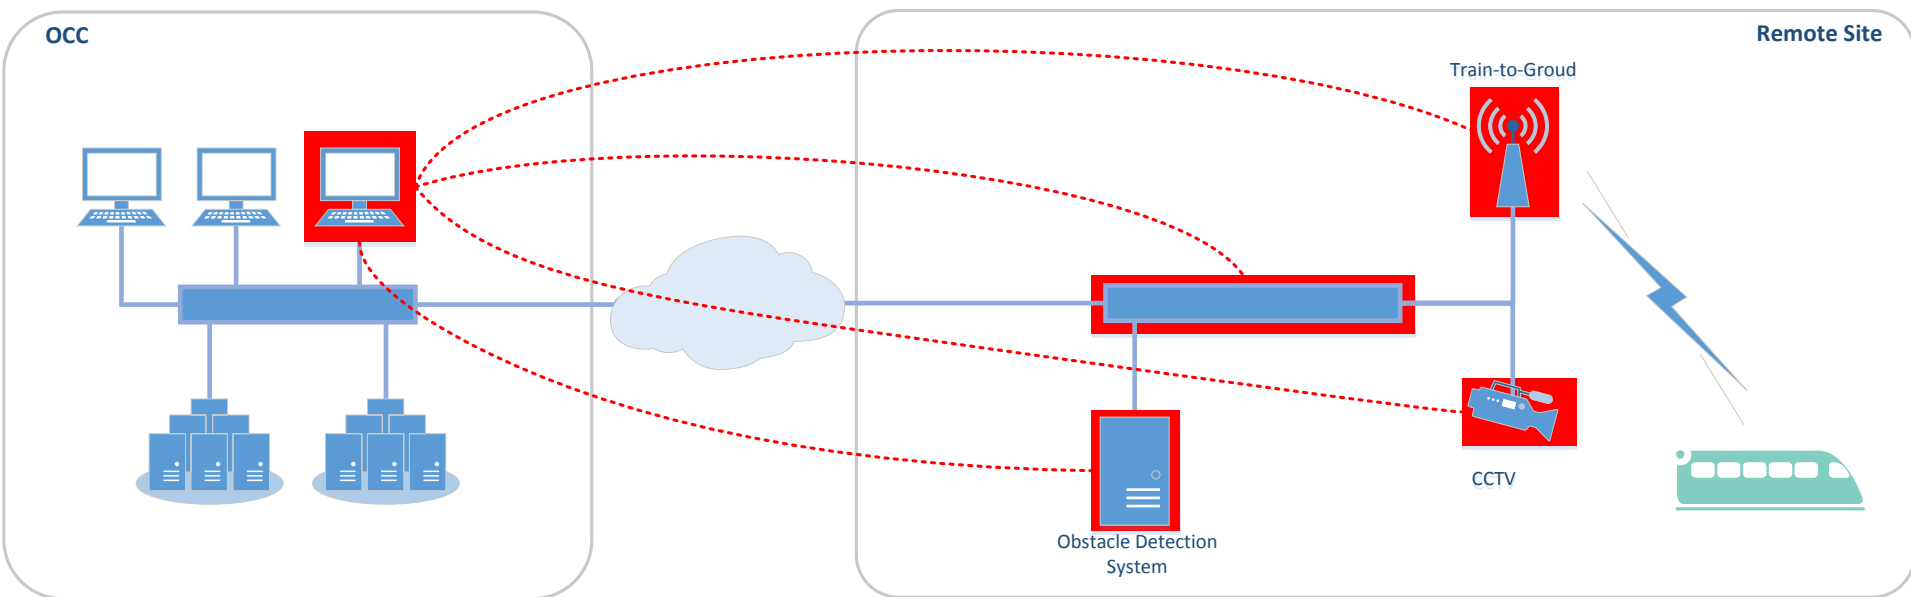 OCC
Remote Site
Train-to-Groud
CCTV
Obstacle Detection
System